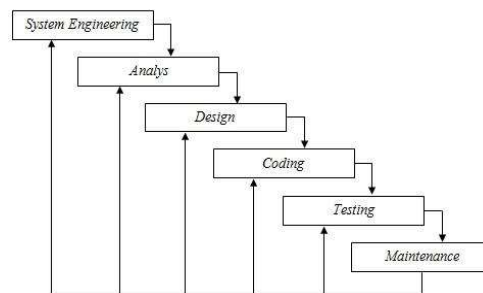 System Engineering
Analys
Design
Coding
Testing
Maintenance